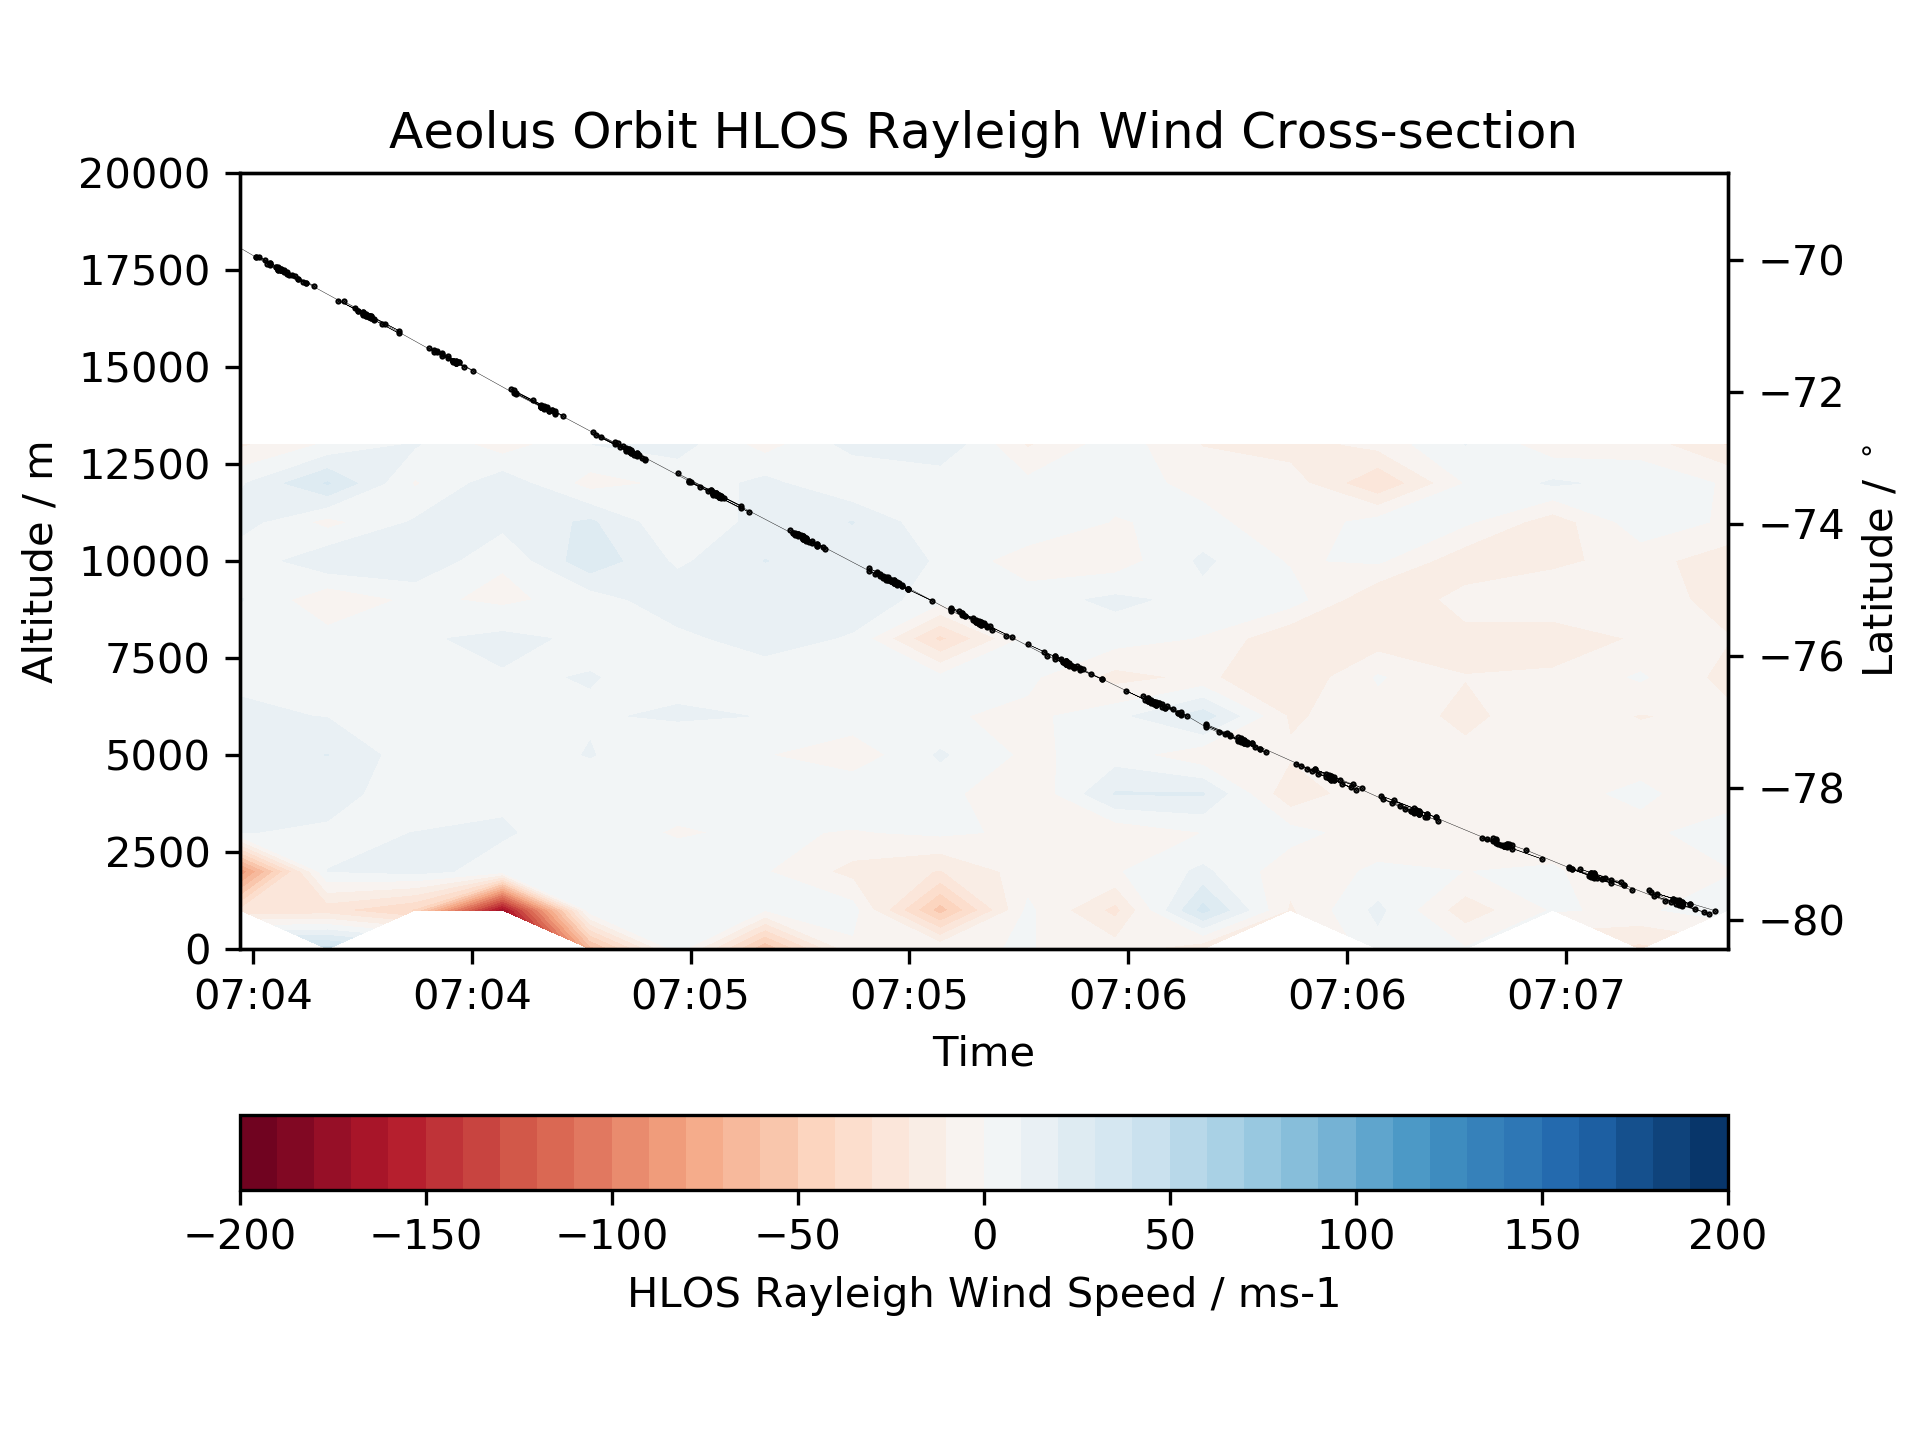 Aeolus Orbit HLOS Rayleigh Wind Cross-section
20000
17500
15000
12500
10000
7500
5000
2500
0
Altitude / m
−70
−72
−74
−76
−78
−80
Latitude / °
07:04 07:04 07:05 07:05 07:06 07:06 07:07
Time
−200 −150 −100 −50 0 50 100 150 200
HLOS Rayleigh Wind Speed / ms-1